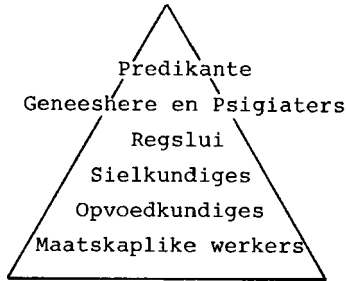 Predikante
Geneeshere en Psigiaters
Regslui
Sielkundiges
Opvoedkundiges
Maatskaplike werkers